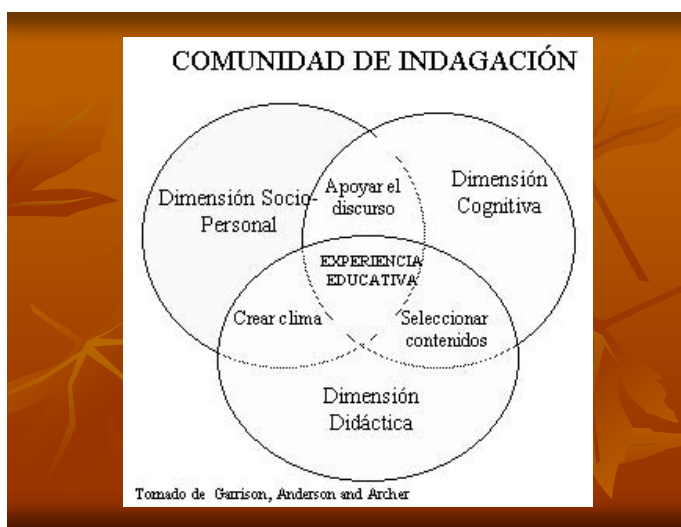 COMUNIDAD DE INDAGACIÓN
Dimensión Socio-
Personal
Apoyar el
discurso
Dimensión
Cognitiva
EXPERIENCIA
EDUCATIVA
Crear clima
Seleccionar
contenidos
Dimensión
Didáctica
Tomado de Garrison, Anderson and Archer